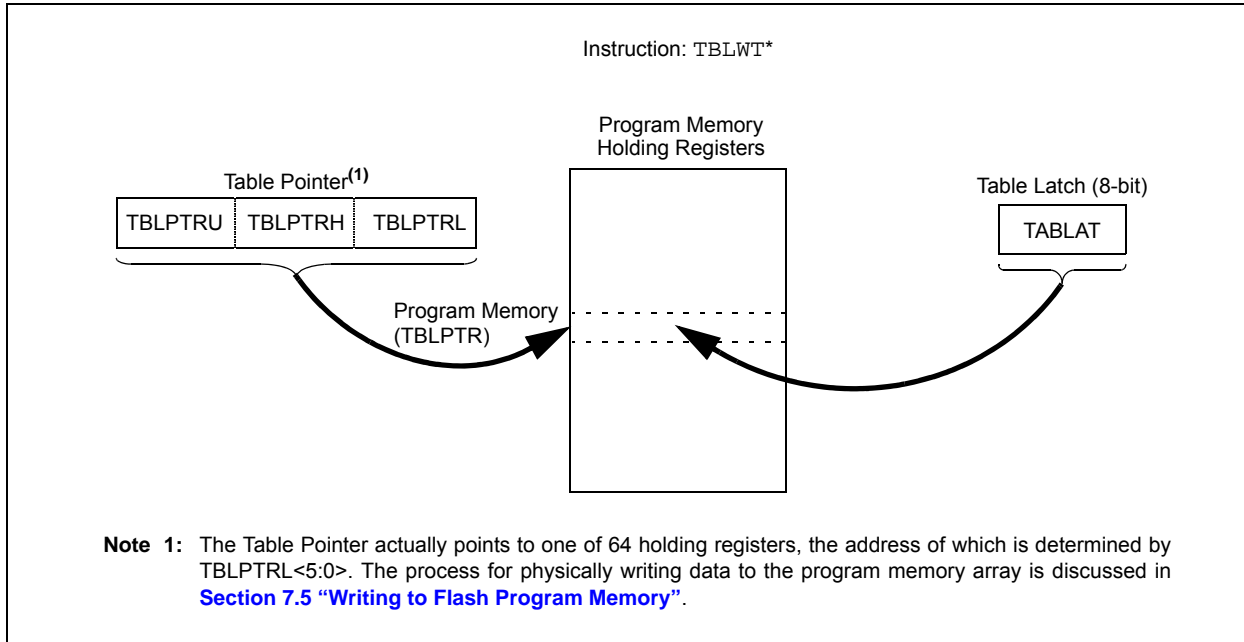 Instruction: TBLWT*
Program Memory
Holding Registers
Table Pointer(1)
Table Latch (8-bit)
TBLPTRU TBLPTRH TBLPTRL
TABLAT
Program Memory
(TBLPTR)
Note 1: The Table Pointer actually points to one of 64 holding registers, the address of which is determined by
TBLPTRL<5:0>. The process for physically writing data to the program memory array is discussed in
Section 7.5 “Writing to Flash Program Memory”.